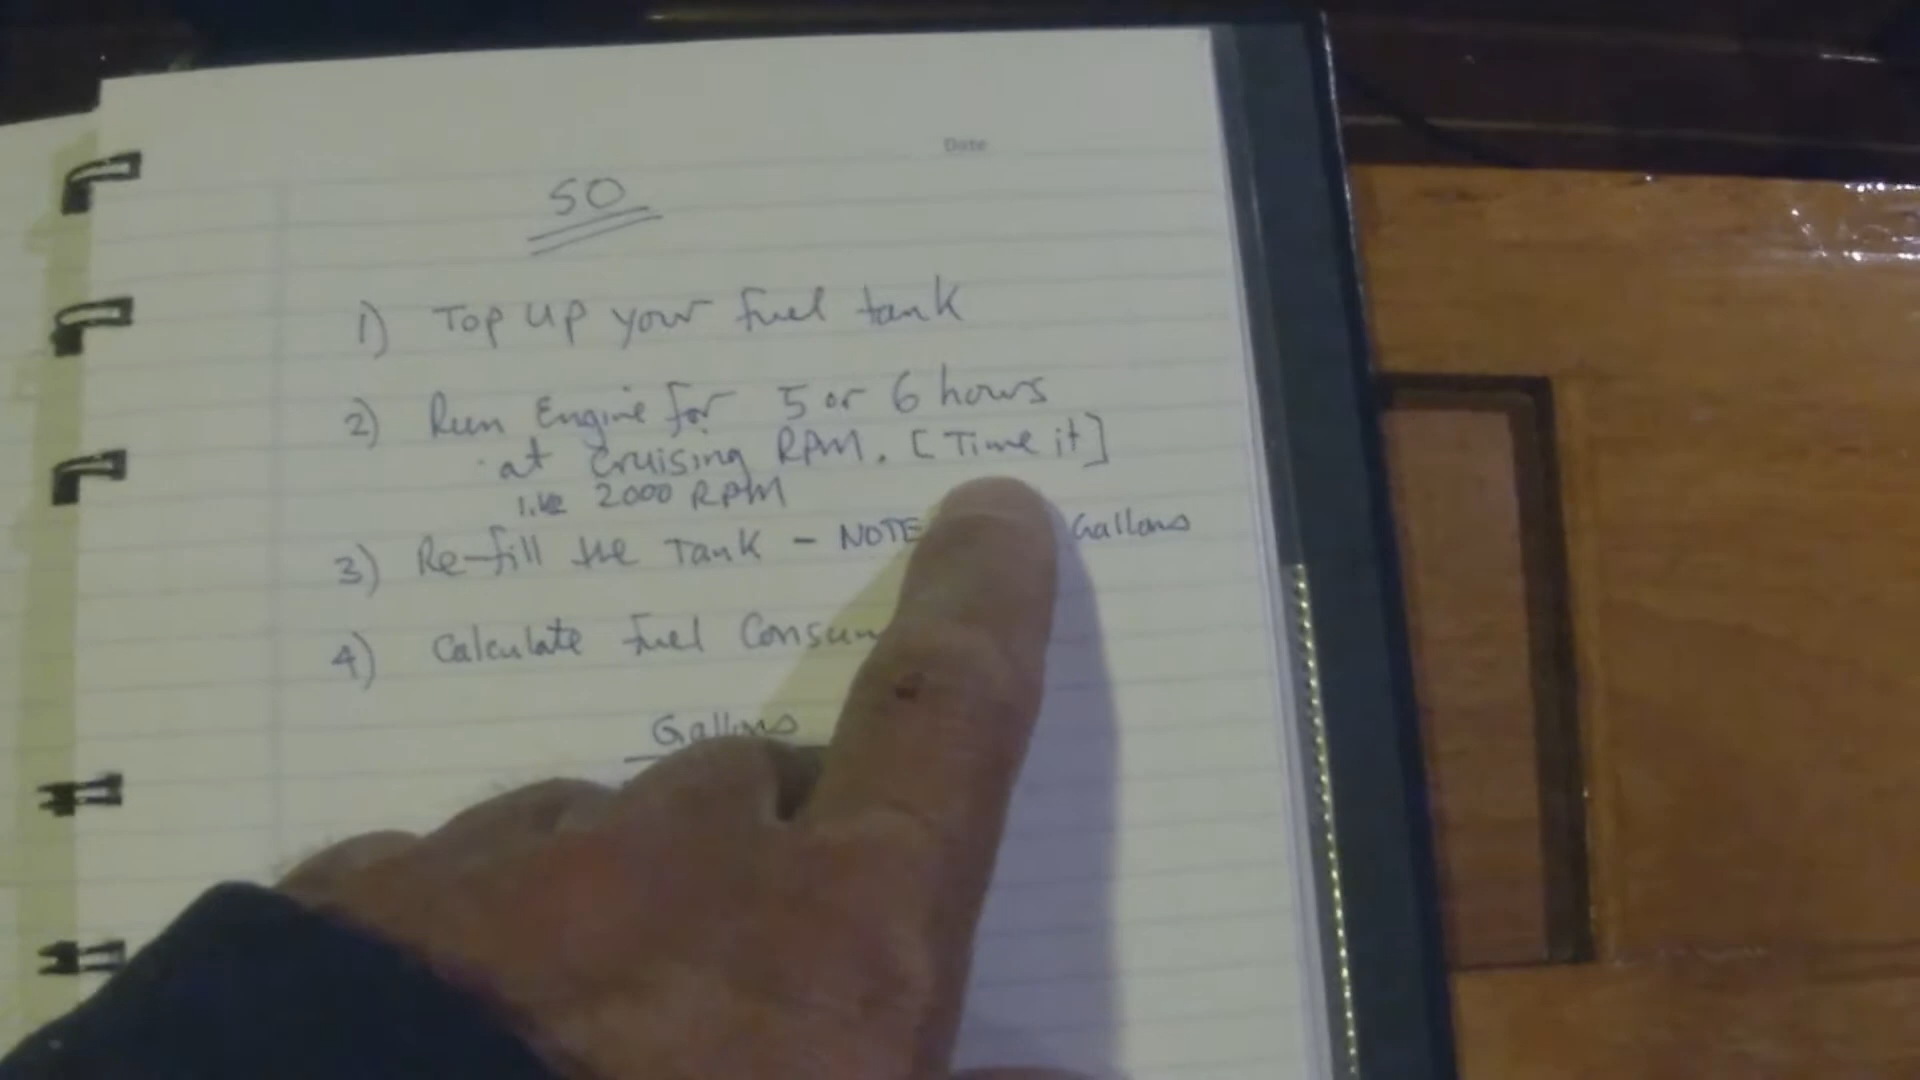 Date
SO
1) Top up your fuel tank
2) Run Engine for 5 or 6 hours
at cruising RPM. [Time it]
i.e 2000 RPM
3) Re-fill the Tank - NOTE Gallons
4) Calculate fuel Consum
Gallons